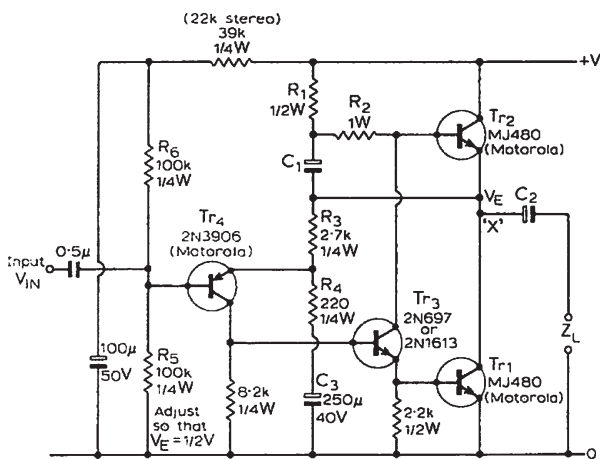 (22k stereo)
39k
1/4W
+V
R1
1/2W
R2
1W
Tr2
MJ480
(Motorola)
R6
100k
1/4W
C1
VE
C2
'X'
Tr4
2N3906
(Motorola)
R3
2·7k
1/4W
0·5μ
Input
VIN
R4
220
1/4W
Tr3
2N697
or
2N1613
ZL
100μ
50V
R5
100k
1/4W
Adjust
so that
VE=1/2V
8·2k
1/4W
C3
250μ
40V
2·2k
1/2W
Tr1
MJ480
(Motorola)
0